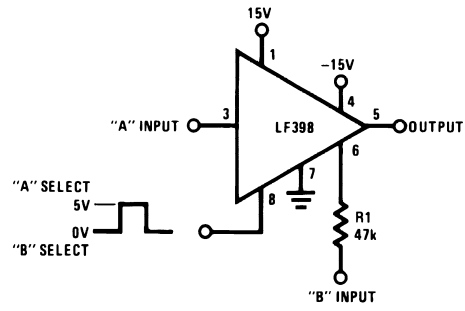 15V
1
-15V
4
3
5
"A" INPUT
LF398
OUTPUT
6
7
8
"A" SELECT
5V
0V
"B" SELECT
R1
47k
"B" INPUT